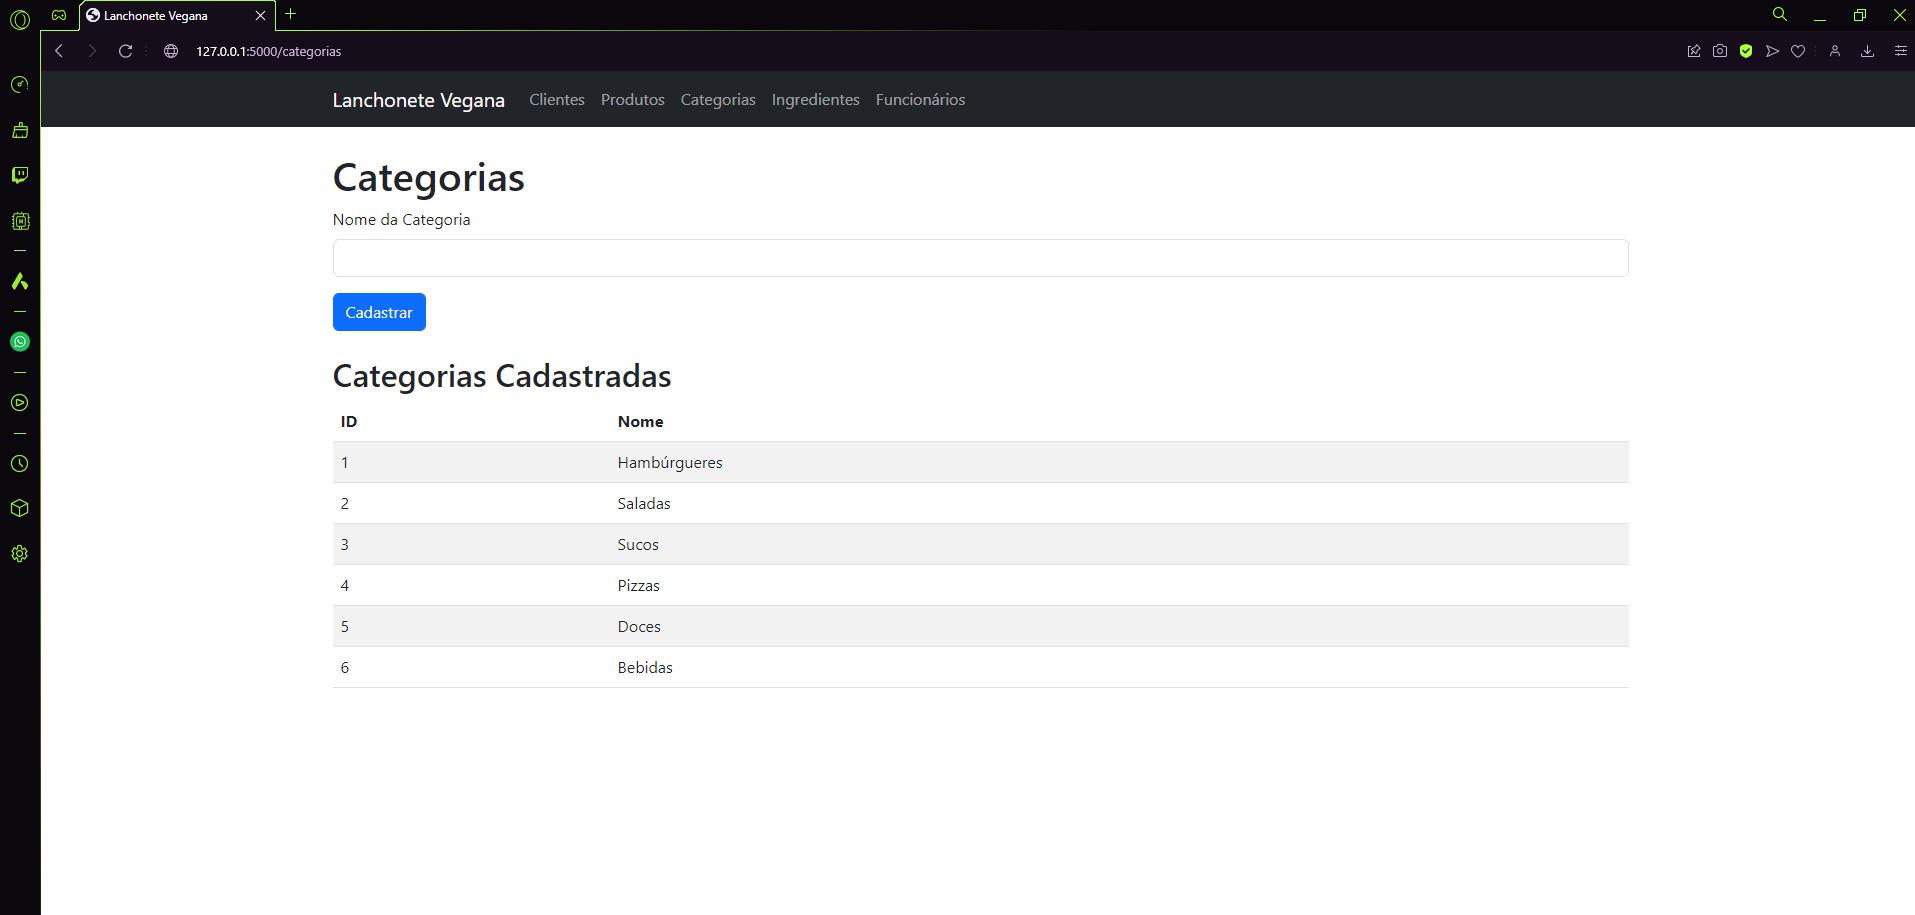 Lanchonete Vegana
127.0.0.1:5000/categorias
Lanchonete Vegana Clientes Produtos Categorias Ingredientes Funcionários
Categorias
Nome da Categoria
Cadastrar
Categorias Cadastradas
ID Nome
1 Hambúrgueres
2 Saladas
3 Sucos
4 Pizzas
5 Doces
6 Bebidas